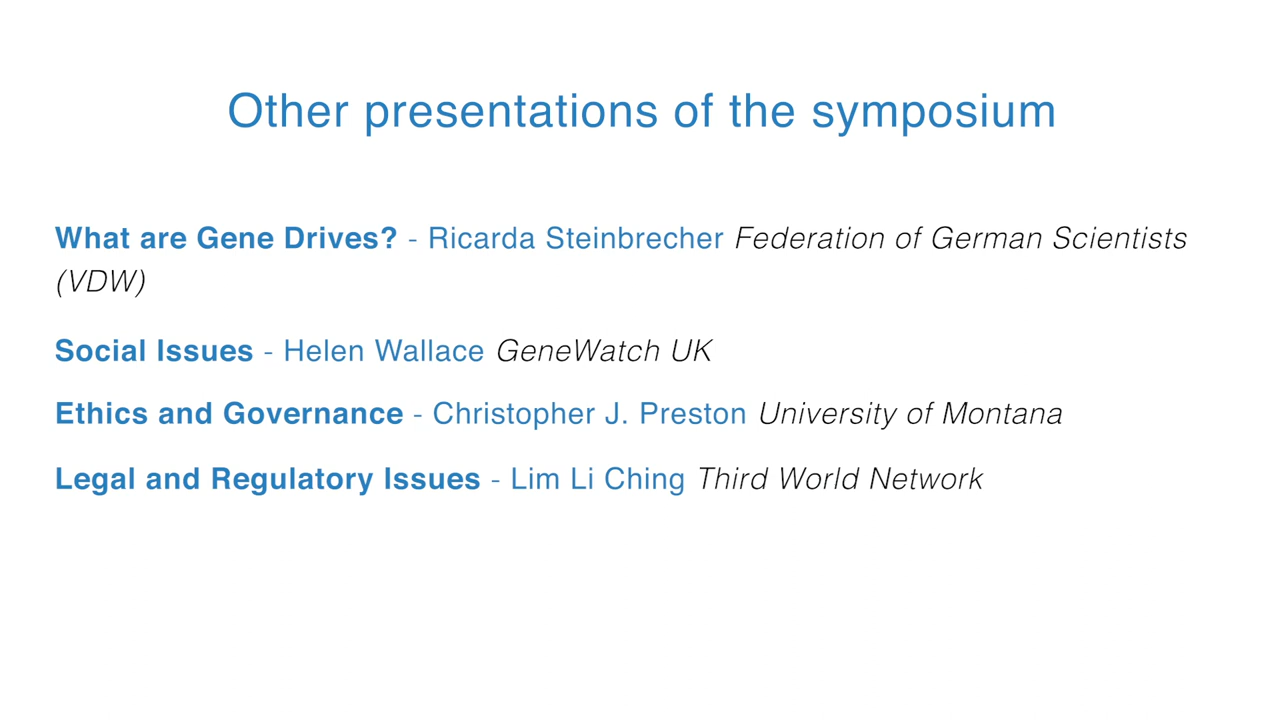 Other presentations of the symposium
What are Gene Drives? - Ricarda Steinbrecher Federation of German Scientists
(VDW)
Social Issues - Helen Wallace GeneWatch UK
Ethics and Governance - Christopher J. Preston University of Montana
Legal and Regulatory Issues - Lim Li Ching Third World Network